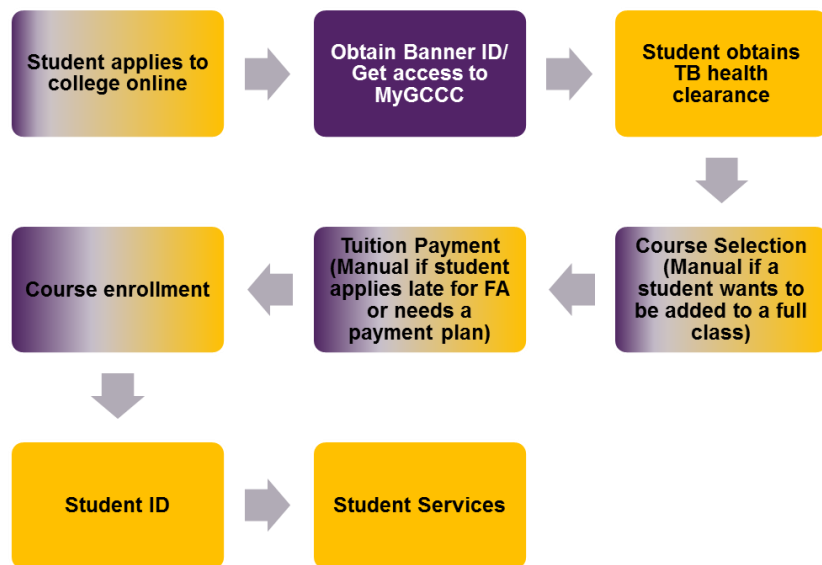 Student applies to
college online
Obtain Banner ID/
Get access to
MyGCCC
Student obtains
TB health
clearance
Course Selection
(Manual if a
student wants to
be added to a full
class)
Tuition Payment
(Manual if student
applies late for FA
or needs a
payment plan)
Course enrollment
Student ID
Student Services